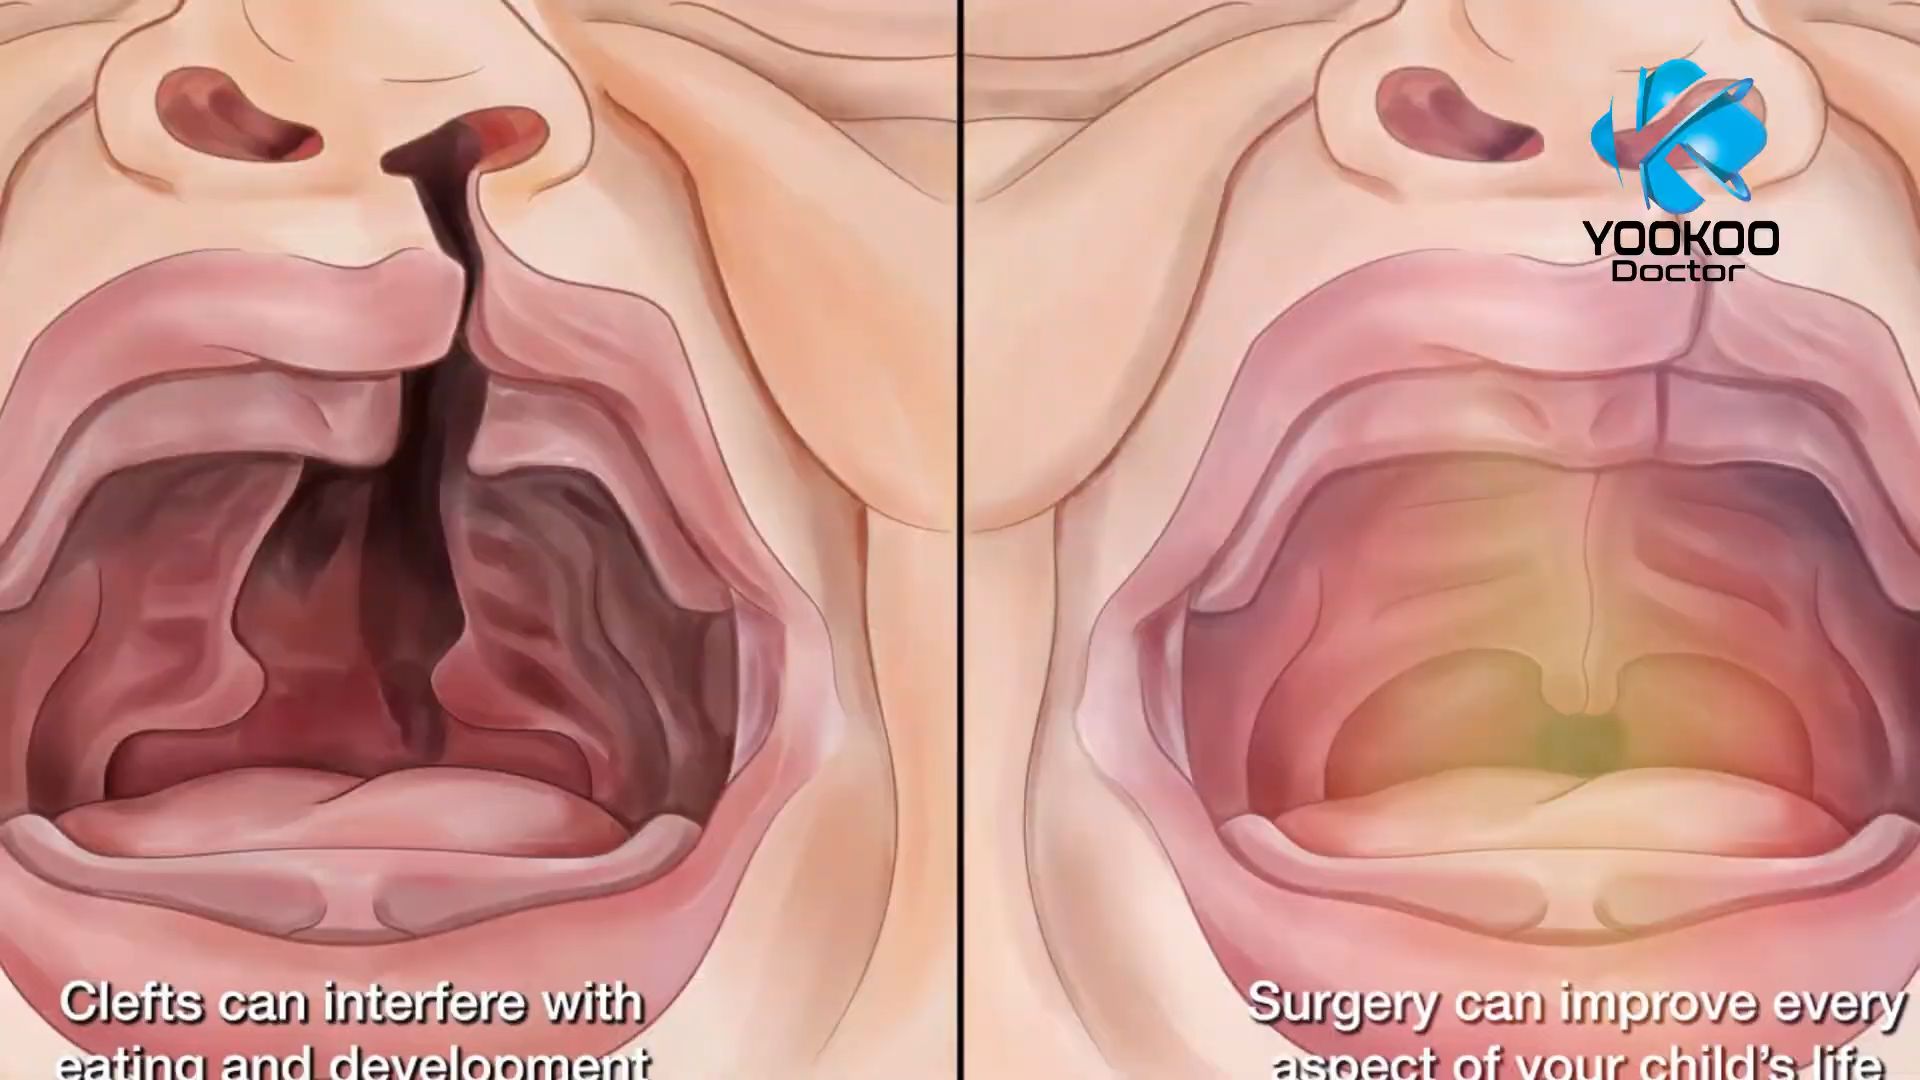 YOOKOO
Doctor
Clefts can interfere with
eating and development
Surgery can improve every
aspect of your child's life